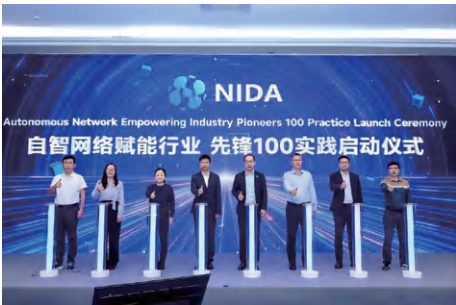 NIDA
Autonomous Network Empowering Industry Pioneers 100 Practice Launch Ceremony
自智网络赋能行业 先锋100实践启动仪式